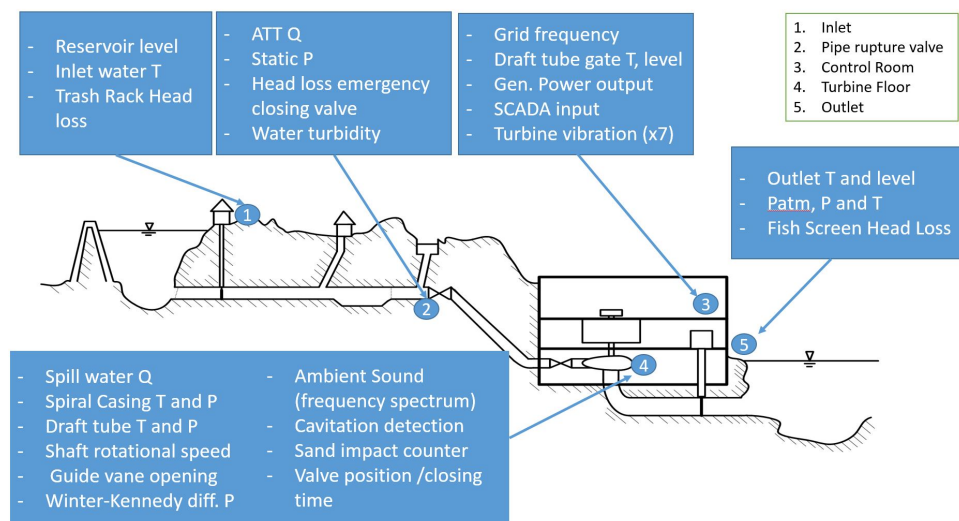 - Reservoir level
- Inlet water T
- Trash Rack Head
loss
- ATT Q
- Static P
- Head loss emergency
closing valve
- Water turbidity
- Grid frequency
- Draft tube gate T, level
- Gen. Power output
- SCADA input
- Turbine vibration (x7)
1. Inlet
2. Pipe rupture valve
3. Control Room
4. Turbine Floor
5. Outlet
- Outlet T and level
- Patm, P and T
- Fish Screen Head Loss
1
2
3
4
5
- Spill water Q
- Spiral Casing T and P
- Draft tube T and P
- Shaft rotational speed
- Guide vane opening
- Winter-Kennedy diff. P
- Ambient Sound
(frequency spectrum)
- Cavitation detection
- Sand impact counter
- Valve position /closing
time